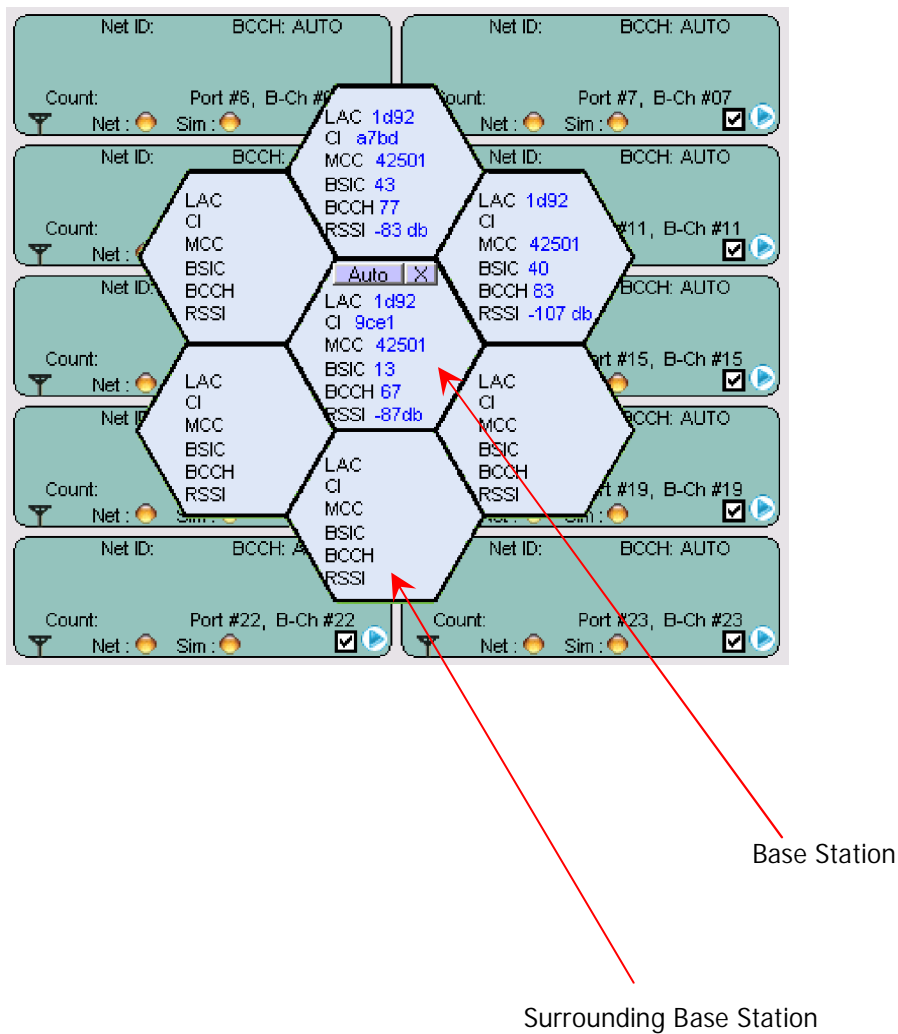 Net ID: BCCH: AUTO
Count: Port #6, B-Ch
Net : Sim :
Net ID: BCCH: AUTO
Port #7, B-Ch #07
Net : Sim :
Net ID: BCCH:
Count:
Net :
Net ID: BCCH: AUTO
#11, B-Ch #11
Net ID:
Count:
Net :
BCCH: AUTO
#15, B-Ch #15
Net
Count:
Net :
#19, B-Ch #19
Net ID: BCCH:
Count: Port #22, B-Ch #22
Net : Sim :
Net ID: BCCH: AUTO
Count: Port #23, B-Ch #23
Net : Sim :
LAC 1d92
CI a7bd
MCC 42501
BSIC 43
BCCH 77
RSSI -83 db
LAC
CI
MCC
BSIC
BCCH
RSSI
LAC 1d92
CI
MCC 42501
BSIC 40
BCCH 83
RSSI -107 db
Auto X
LAC 1d92
CI 9ce1
MCC 42501
BSIC 13
BCCH 67
RSSI -87db
LAC
CI
MCC
BSIC
BCCH
RSSI
LAC
CI
MCC
BSIC
BCCH
RSSI
LAC
CI
MCC
BSIC
BCCH
RSSI
Base Station
Surrounding Base Station